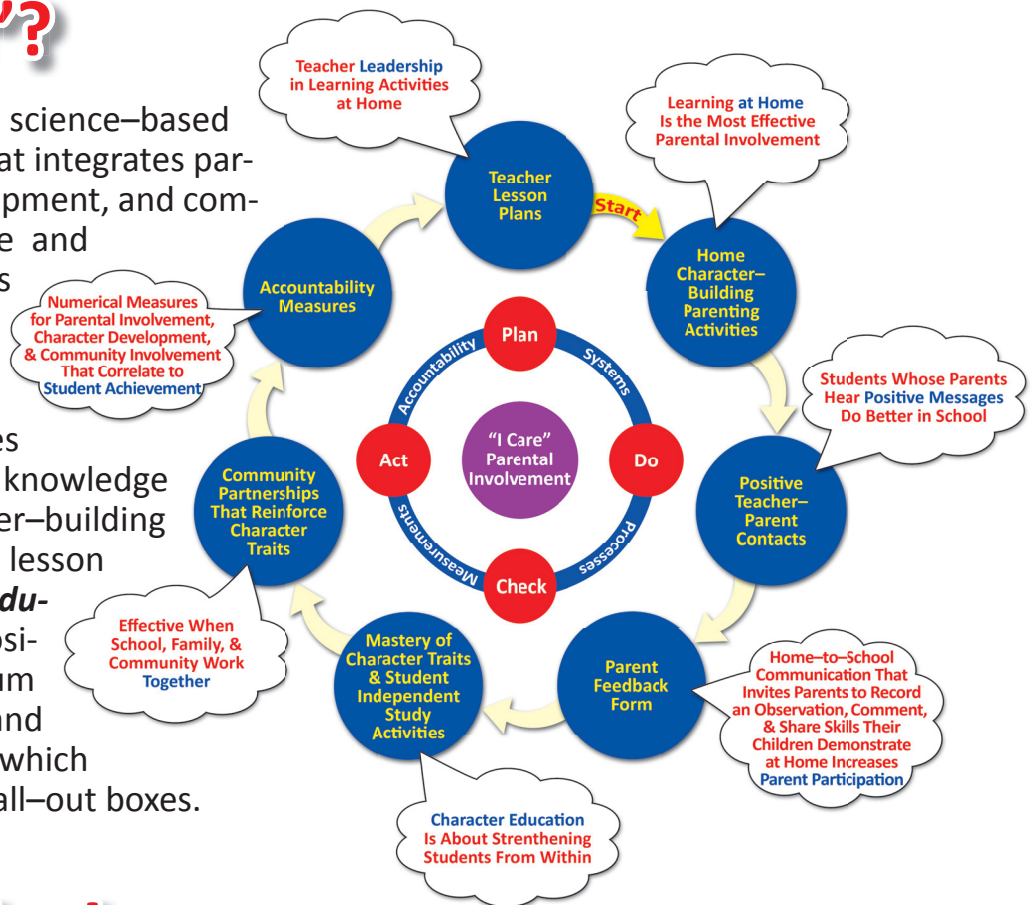 ”?
science–based
at integrates par-
opment, and com-
e and
s
es
knowledge
er–building
lesson
du-
osi-
um
and
which
all–out boxes.
Teacher Leadership
in Learning Activities
at Home
Teacher
Lesson
Plans
Start
Learning at Home
Is the Most Effective
Parental Involvement
Home
Character–
Building
Parenting
Activities
Students Whose Parents
Hear Positive Messages
Do Better in School
Positive
Teacher–
Parent
Contacts
Home–to–School
Communication That
Invites Parents to Record
an Observation, Comment,
& Share Skills Their
Children Demonstrate
at Home Increases
Parent Participation
Parent
Feedback
Form
Mastery of
Character Traits
& Student
Independent
Study
Activities
Character Education
Is About Strenthening
Students From Within
Community
Partnerships
That Reinforce
Character
Traits
Effective When
School, Family, &
Community Work
Together
Accountability
Measures
Numerical Measures
for Parental Involvement,
Character Development,
& Community Involvement
That Correlate to
Student Achievement
Plan
Systems
Do
Processes
Check
Measurements
Act
Accountability
“I Care”
Parental
Involvement